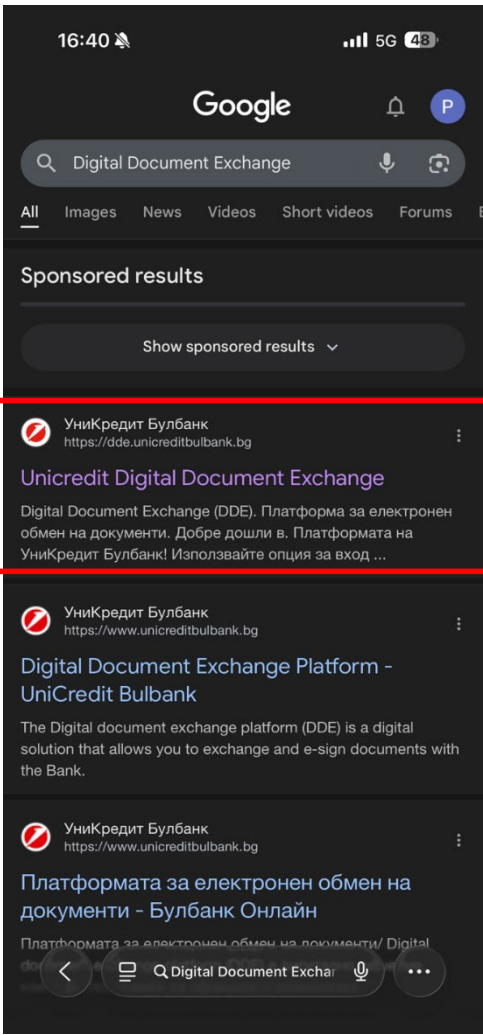 16:40
5G 48
Google
P
Digital Document Exchange
All Images News Videos Short videos Forums
Sponsored results
Show sponsored results
УниКредит Булбанк
https://dde.unicreditbulbank.bg
Unicredit Digital Document Exchange
Digital Document Exchange (DDE). Платформа за електронен
обмен на документи. Добре дошли в. Платформата на
УниКредит Булбанк! Използвайте опция за вход ...
УниКредит Булбанк
https://www.unicreditbulbank.bg
Digital Document Exchange Platform -
UniCredit Bulbank
The Digital document exchange platform (DDE) is a digital
solution that allows you to exchange and e-sign documents with
the Bank.
УниКредит Булбанк
https://www.unicreditbulbank.bg
Платформата за електронен обмен на
документи - Булбанк Онлайн
Платформата за електронен обмен на документи/ Digital
Digital Document Exchar